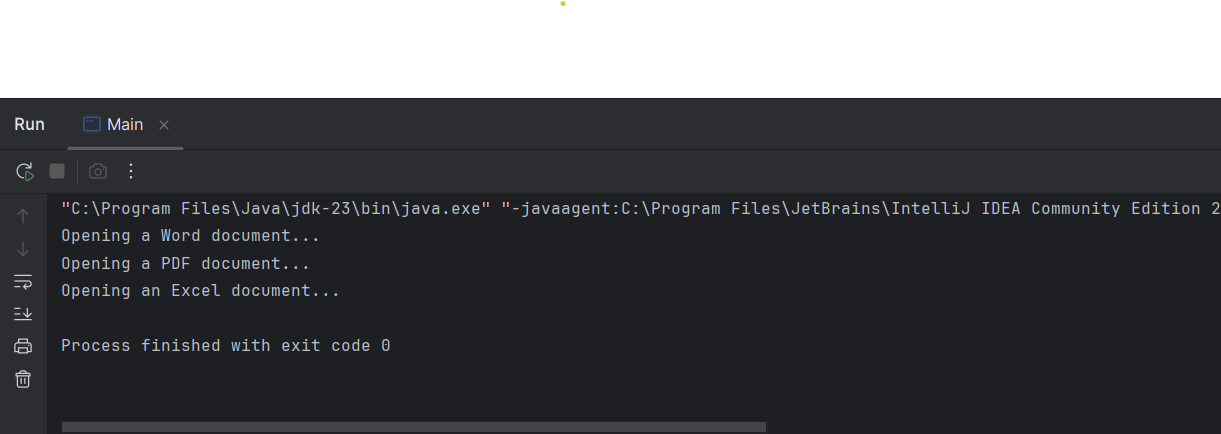 Run Main
"C:\Program Files\Java\jdk-23\bin\java.exe" "-javaagent:C:\Program Files\JetBrains\IntelliJ IDEA Community Edition 2
Opening a Word document...
Opening a PDF document...
Opening an Excel document...
Process finished with exit code 0